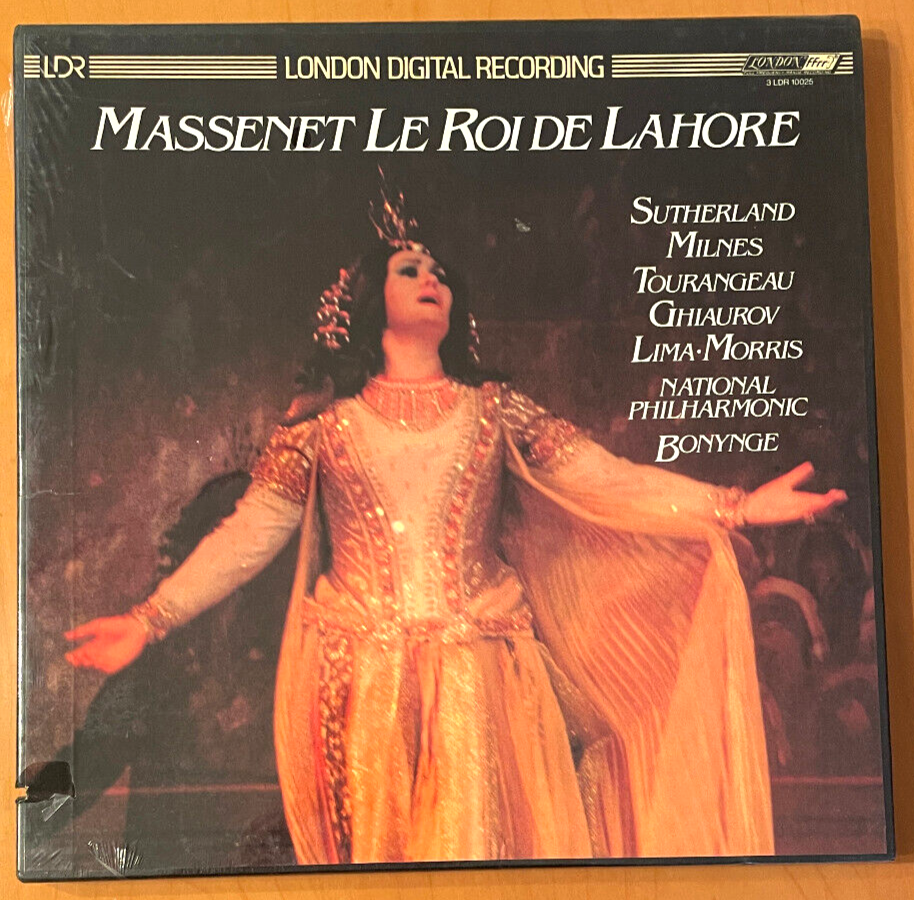 LDR LONDON DIGITAL RECORDING LONDON ffrr
3 LDR 10025
MASSENET LE ROI DE LAHORE
SUTHERLAND
MILNES
TOURANGEAU
GHIAUROV
LIMA·MORRIS
NATIONAL
PHILHARMONIC
BONYNGE